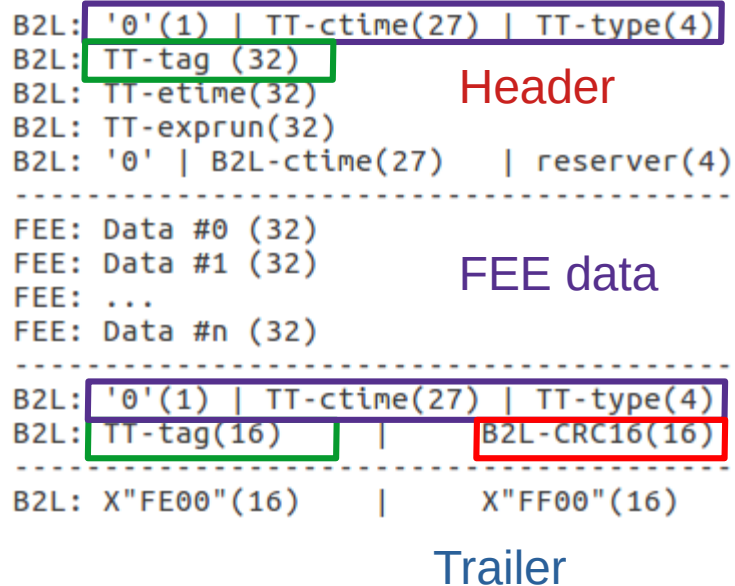 B2L: '0'(1) | TT-ctime(27) | TT-type(4)
B2L: TT-tag (32)
B2L: TT-etime(32)
Header
B2L: TT-exprun(32)
B2L: '0' | B2L-ctime(27) | reserver(4)
----------------------------------------
FEE: Data #0 (32)
FEE: Data #1 (32)
FEE data
FEE: ...
FEE: Data #n (32)
----------------------------------------
B2L: '0'(1) | TT-ctime(27) | TT-type(4)
B2L: TT-tag(16) | B2L-CRC16(16)
----------------------------------------
B2L: X"FE00"(16) | X"FF00"(16)
Trailer